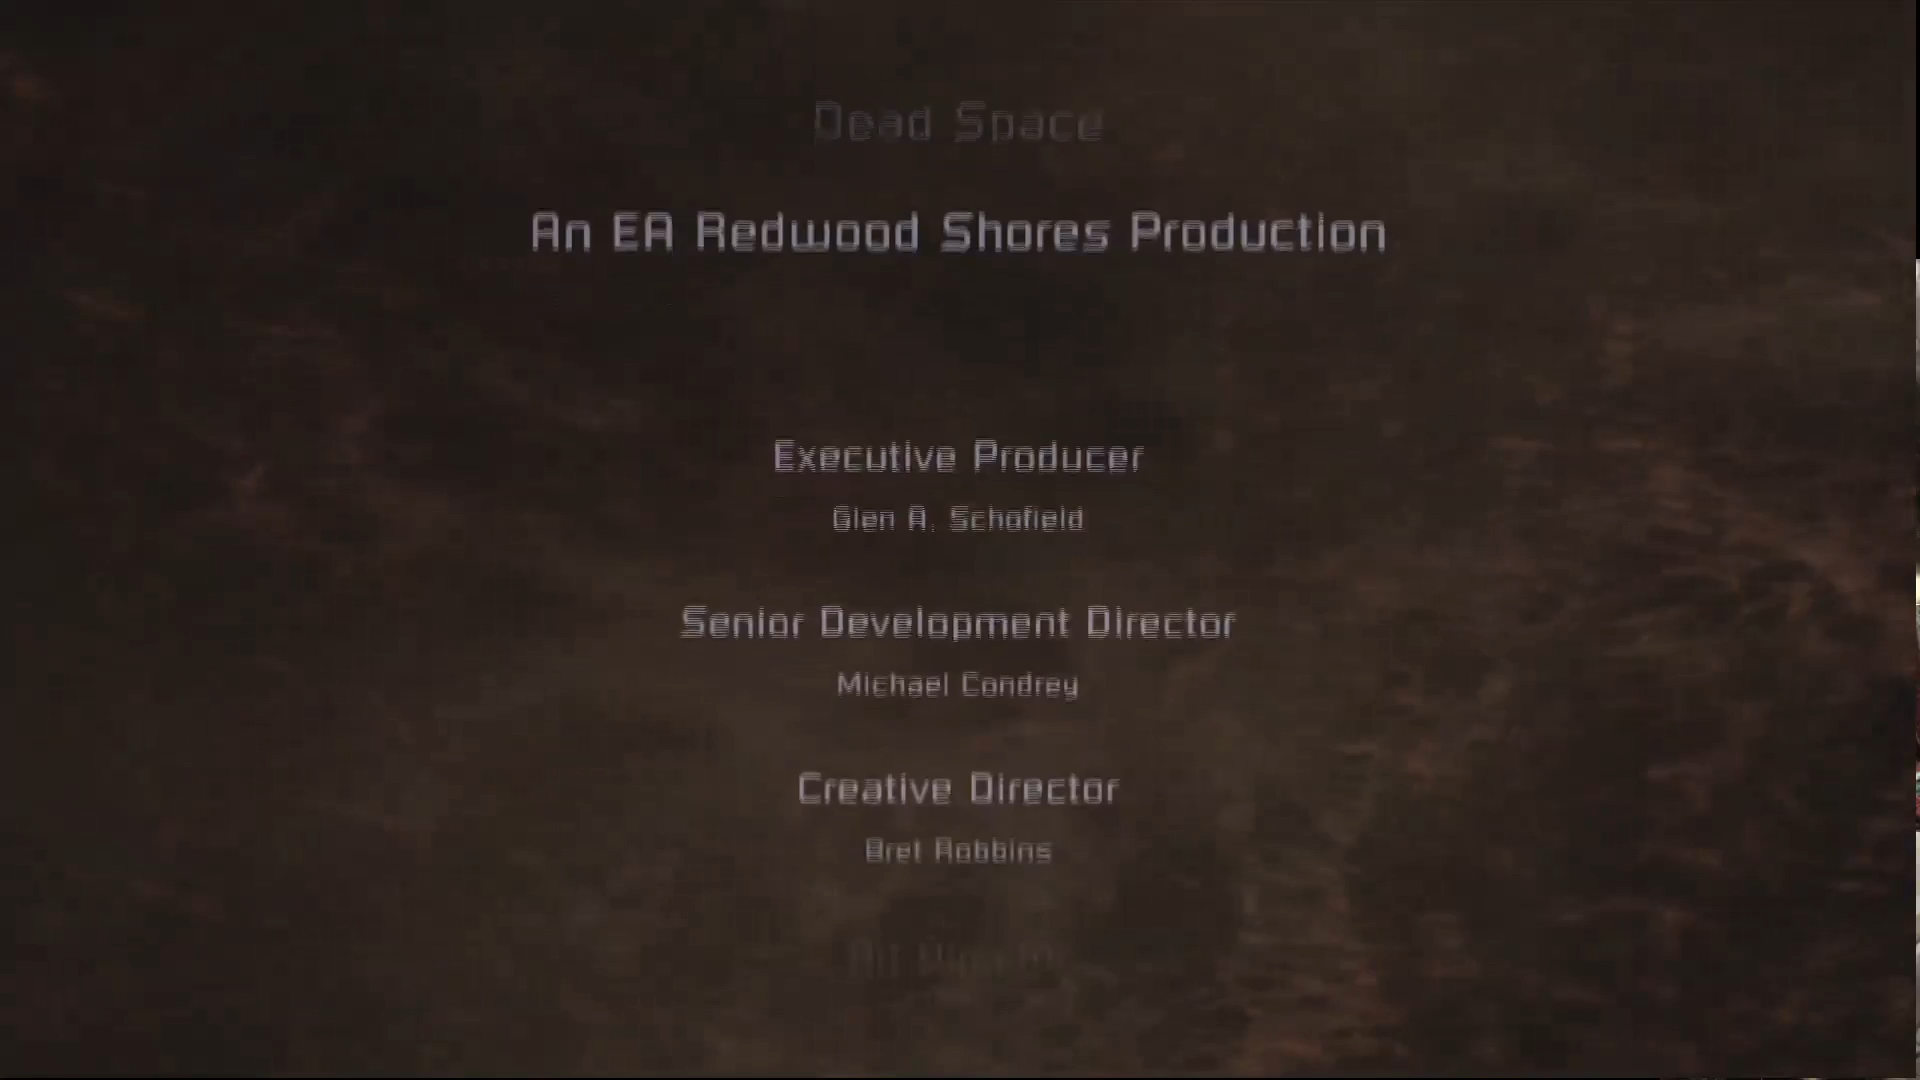 Dead Space
An EA Redwood Shores Production
Executive Producer
Glen A. Schofield
Senior Development Director
Michael Condrey
Creative Director
Bret Robbins